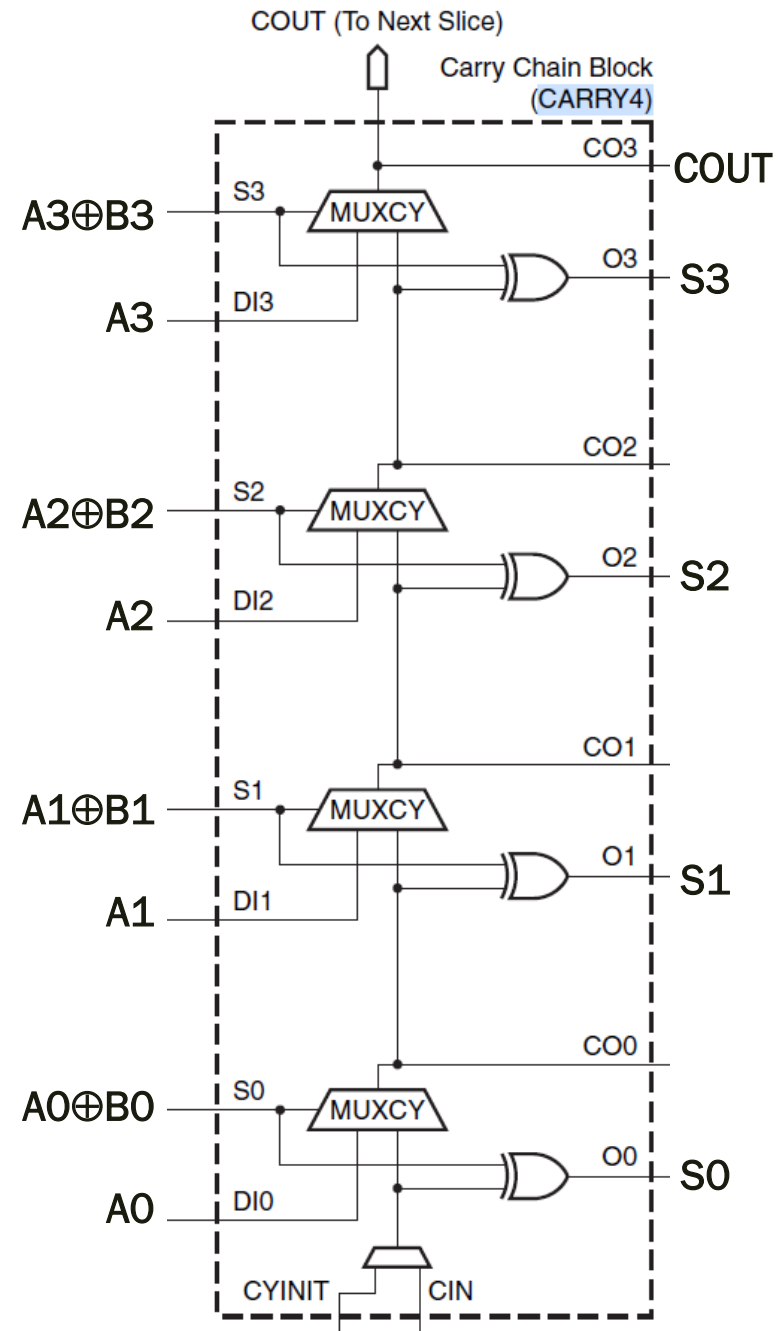 COUT (To Next Slice)
Carry Chain Block
(CARRY4)
CO3
COUT
S3
A3⊕B3
MUXCY
O3
S3
DI3
A3
CO2
S2
A2⊕B2
MUXCY
O2
S2
DI2
A2
CO1
S1
A1⊕B1
MUXCY
O1
S1
DI1
A1
CO0
S0
A0⊕B0
MUXCY
O0
S0
DI0
A0
CYINIT
CIN